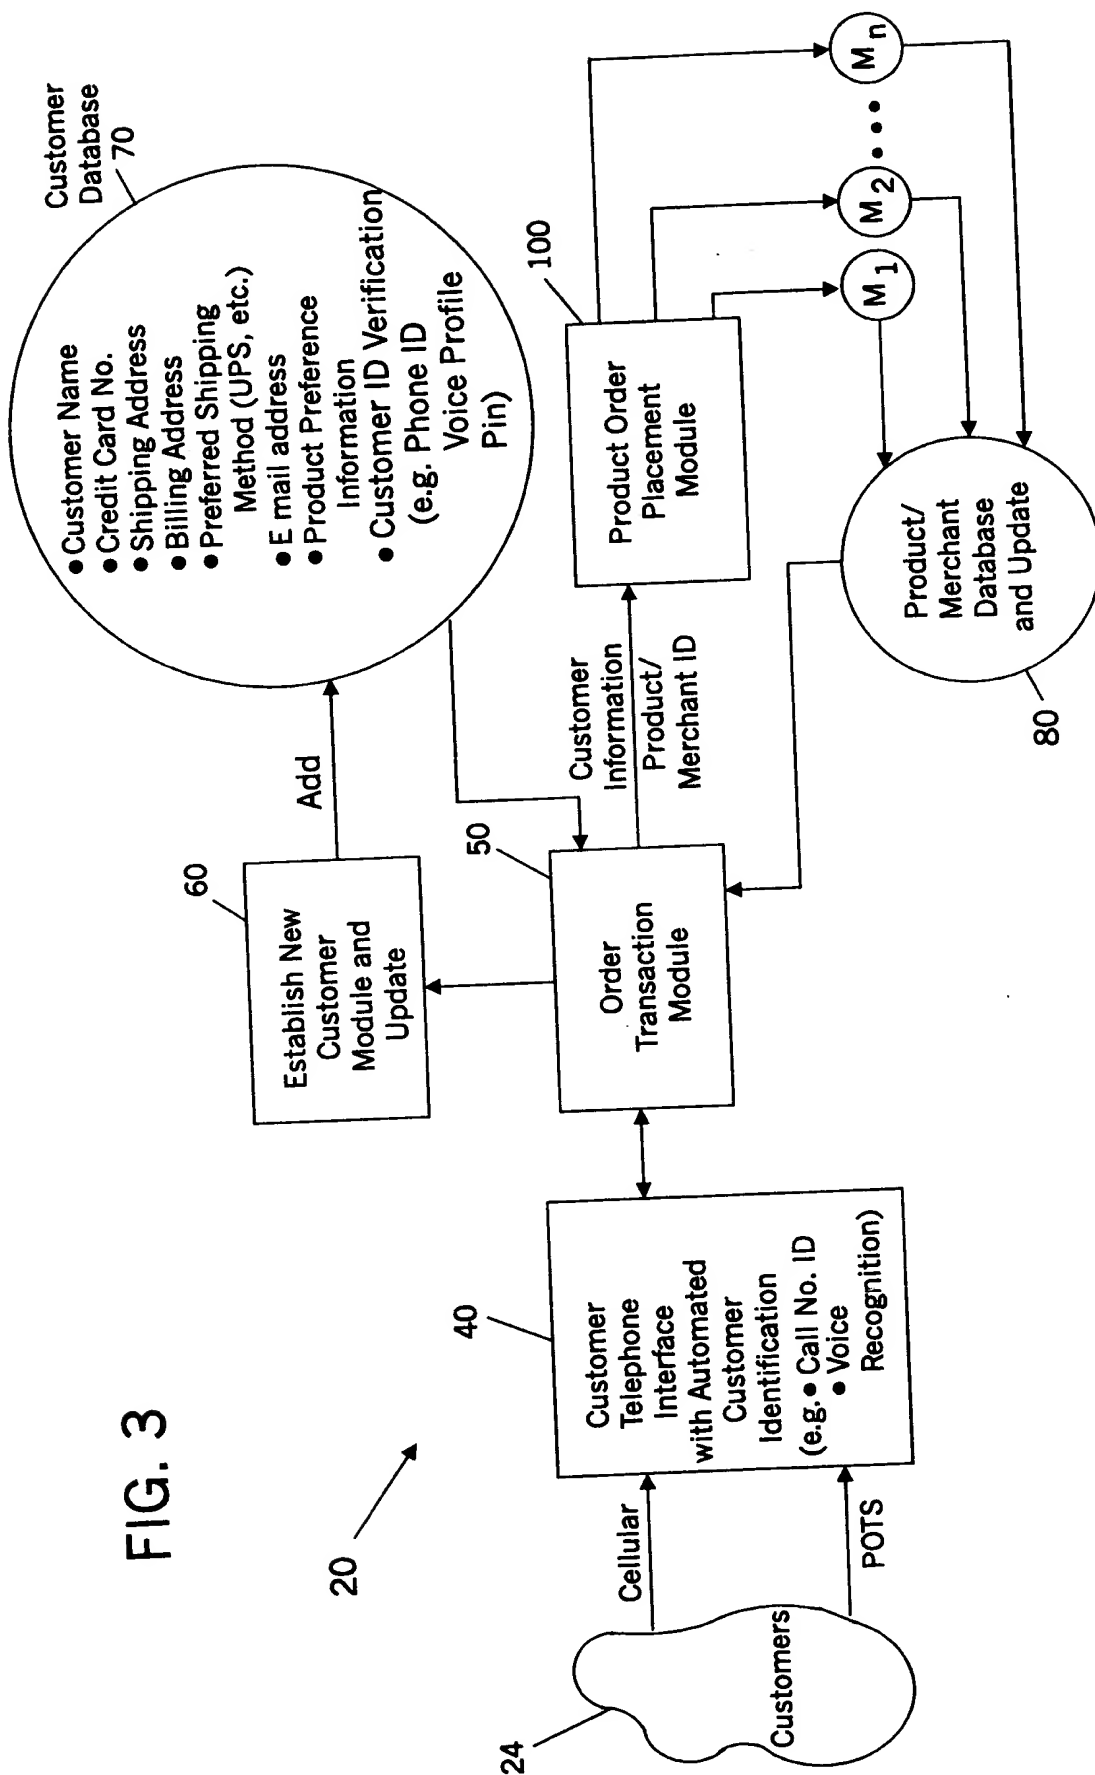 FIG. 3
20
24
Customers
Cellular
POTS
40
Customer
Telephone
Interface
with Automated
Customer
Identification
(e.g. ● Call No. ID
● Voice
Recognition)
60
Establish New
Customer
Module and
Update
Add
50
Order
Transaction
Module
Customer
Database
70
● Customer Name
● Credit Card No.
● Shipping Address
● Billing Address
● Preferred Shipping
Method (UPS, etc.)
● E mail address
● Product Preference
Information
● Customer ID Verification
(e.g. Phone ID
Voice Profile
Pin)
Customer
Information
Product/
Merchant ID
100
Product Order
Placement
Module
M1
M2
● ● ● ●
Mn
80
Product/
Merchant
Database
and Update